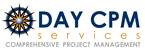 DAY CPM
services
COMPREHENSIVE PROJECT MANAGEMENT